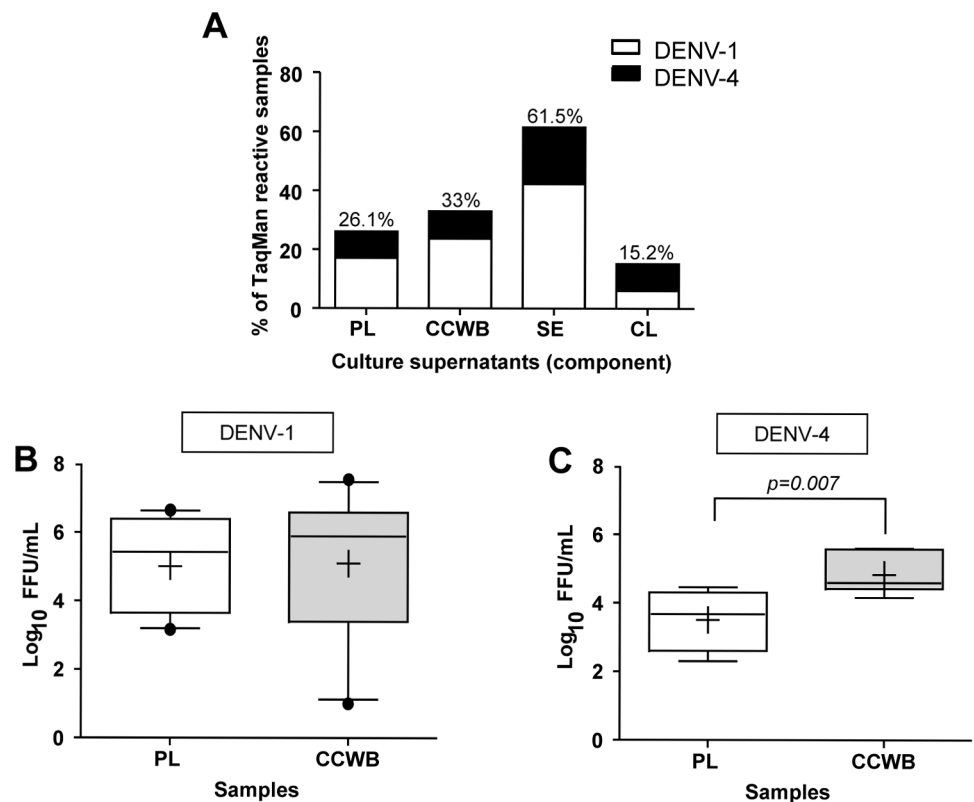 A
DENV-1
DENV-4
% of TaqMan reactive samples
80
60
40
20
0
26.1%
33%
61.5%
15.2%
PL CCWB SE CL
Culture supernatants (component)
B
DENV-1
Log10 FFU/mL
8
6
4
2
0
PL CCWB
Samples
C
DENV-4
p=0.007
Log10 FFU/mL
8
6
4
2
0
PL CCWB
Samples